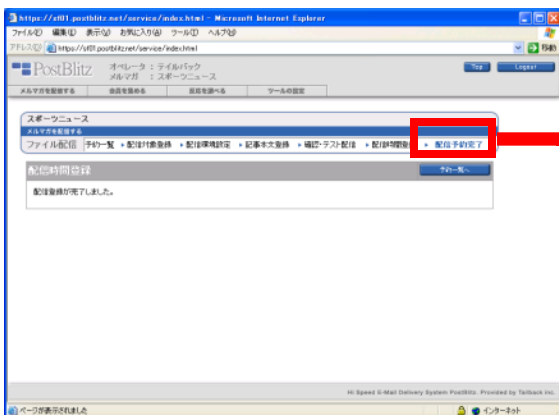 https://sf01.postblitz.net/service/index.html - Microsoft Internet Explorer
ファイル(F) 編集(E) 表示(V) お気に入り(A) ツール(T) ヘルプ(H)
アドレス(D) https://sf01.postblitz.net/service/index.html 移動
PostBlitz オペレータ : テイルバック Top Logout
メルマガ : スポーツニュース
メルマガを配信する 会員を集める 反応を調べる ツールの設定
スポーツニュース
メルマガを配信する
ファイル配信 予約一覧 ▸配信対象登録 ▸配信環境設定 ▸記事本文登録 ▸確認・テスト配信 ▸配信時間登録 ▸配信予約完了
配信時間登録 予約一覧へ
配信登録が完了しました。
Hi Speed E-Mail Delivery System PostBlitz. Provided by Tailback inc.
ページが表示されました インターネット